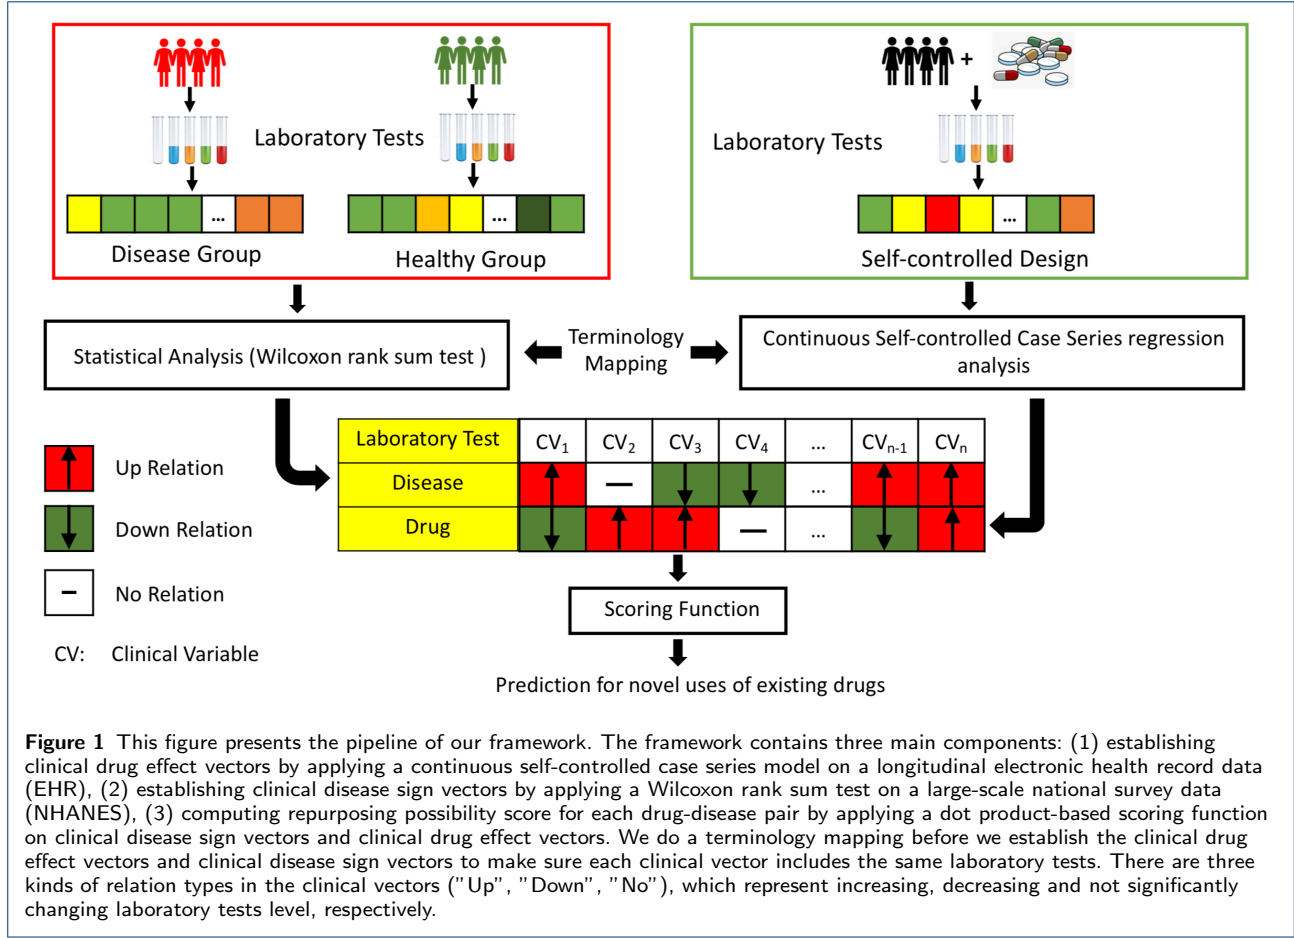 Laboratory Tests
Disease Group
Healthy Group
...
...
Laboratory Tests
...
Self-controlled Design
Statistical Analysis (Wilcoxon rank sum test )
Terminology
Mapping
Continuous Self-controlled Case Series regression
analysis
Up Relation
Down Relation
No Relation
CV: Clinical Variable
Laboratory Test CV1 CV2 CV3 CV4 ... CVn-1 CVn
Disease — ...
Drug — ...
Scoring Function
Prediction for novel uses of existing drugs
Figure 1 This figure presents the pipeline of our framework. The framework contains three main components: (1) establishing
clinical drug effect vectors by applying a continuous self-controlled case series model on a longitudinal electronic health record data
(EHR), (2) establishing clinical disease sign vectors by applying a Wilcoxon rank sum test on a large-scale national survey data
(NHANES), (3) computing repurposing possibility score for each drug-disease pair by applying a dot product-based scoring function
on clinical disease sign vectors and clinical drug effect vectors. We do a terminology mapping before we establish the clinical drug
effect vectors and clinical disease sign vectors to make sure each clinical vector includes the same laboratory tests. There are three
kinds of relation types in the clinical vectors ("Up", "Down", "No"), which represent increasing, decreasing and not significantly
changing laboratory tests level, respectively.